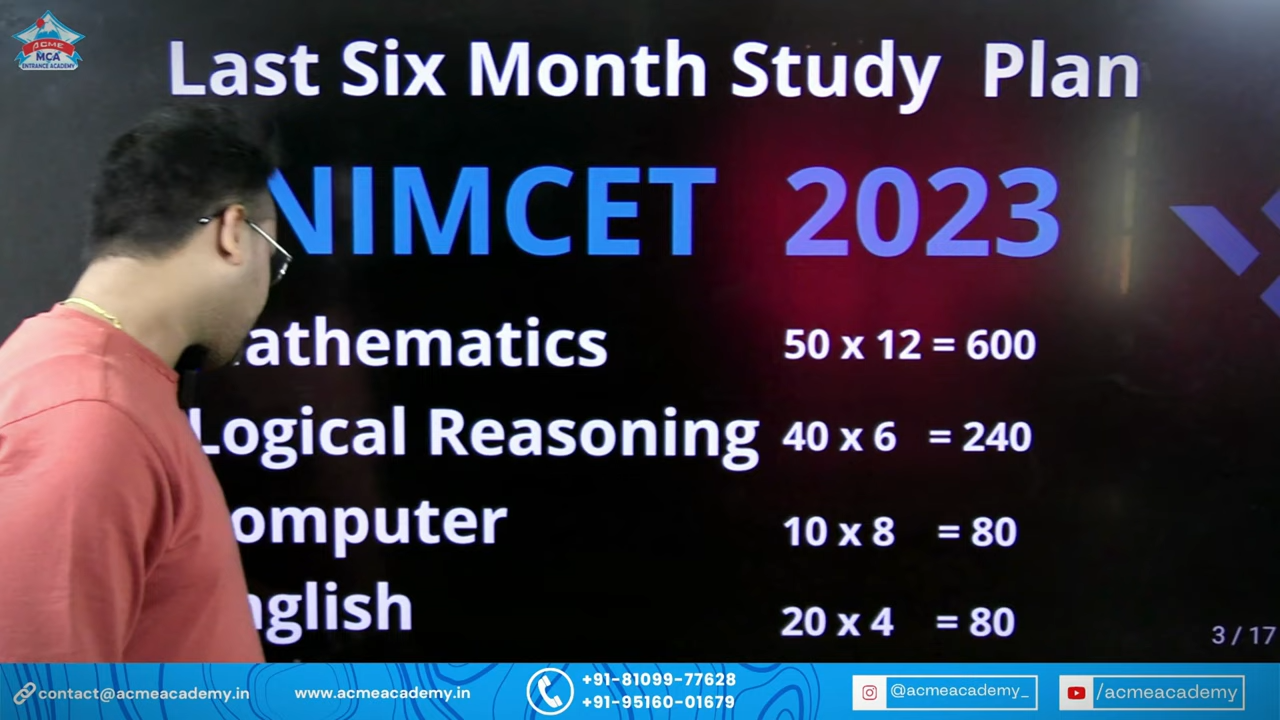 ACME
MCA
ENTRANCE ACADEMY
Last Six Month Study Plan
NIMCET 2023
athematics 50 x 12 = 600
Logical Reasoning 40 x 6 = 240
omputer 10 x 8 = 80
nglish 20 x 4 = 80
3 / 17
contact@acmeacademy.in
www.acmeacademy.in
+91-81099-77628
+91-95160-01679
@acmeacademy_
/acmeacademy